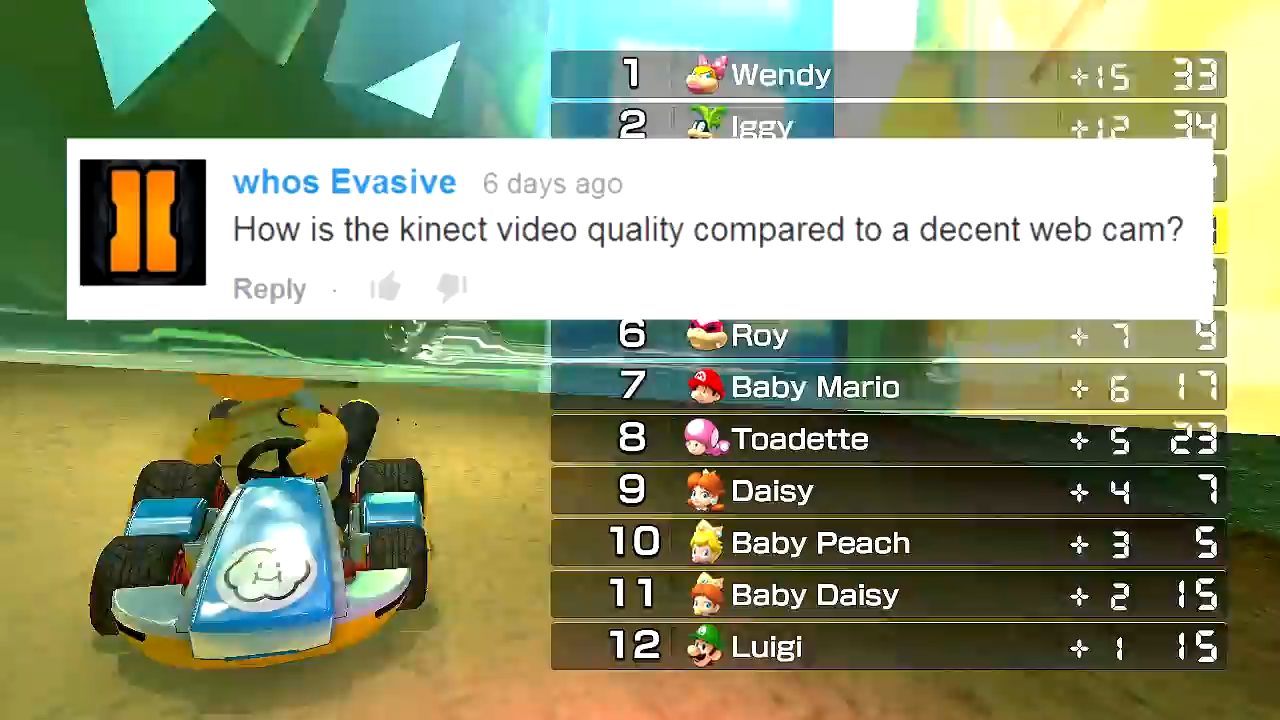 1 Wendy +15 33
2 Iggy +12 34
whos Evasive 6 days ago
How is the kinect video quality compared to a decent web cam?
Reply ·
6 Roy + 7 9
7 Baby Mario + 6 17
8 Toadette + 5 23
9 Daisy + 4 7
10 Baby Peach + 3 5
11 Baby Daisy + 2 15
12 Luigi + 1 15